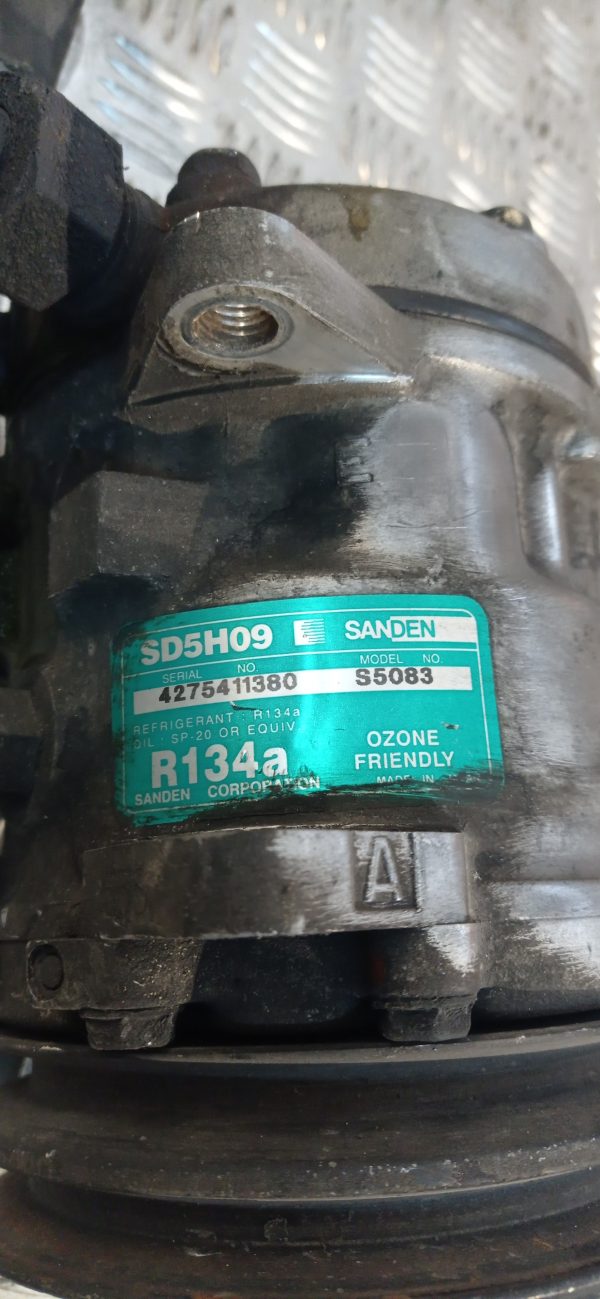 SD5H09 SANDEN
SERIAL NO. MODEL NO.
4275411380 S5083
REFRIGERANT : R134a
OIL : SP-20 OR EQUIV.
R134a OZONE FRIENDLY
SANDEN CORPORATION MADE IN
A